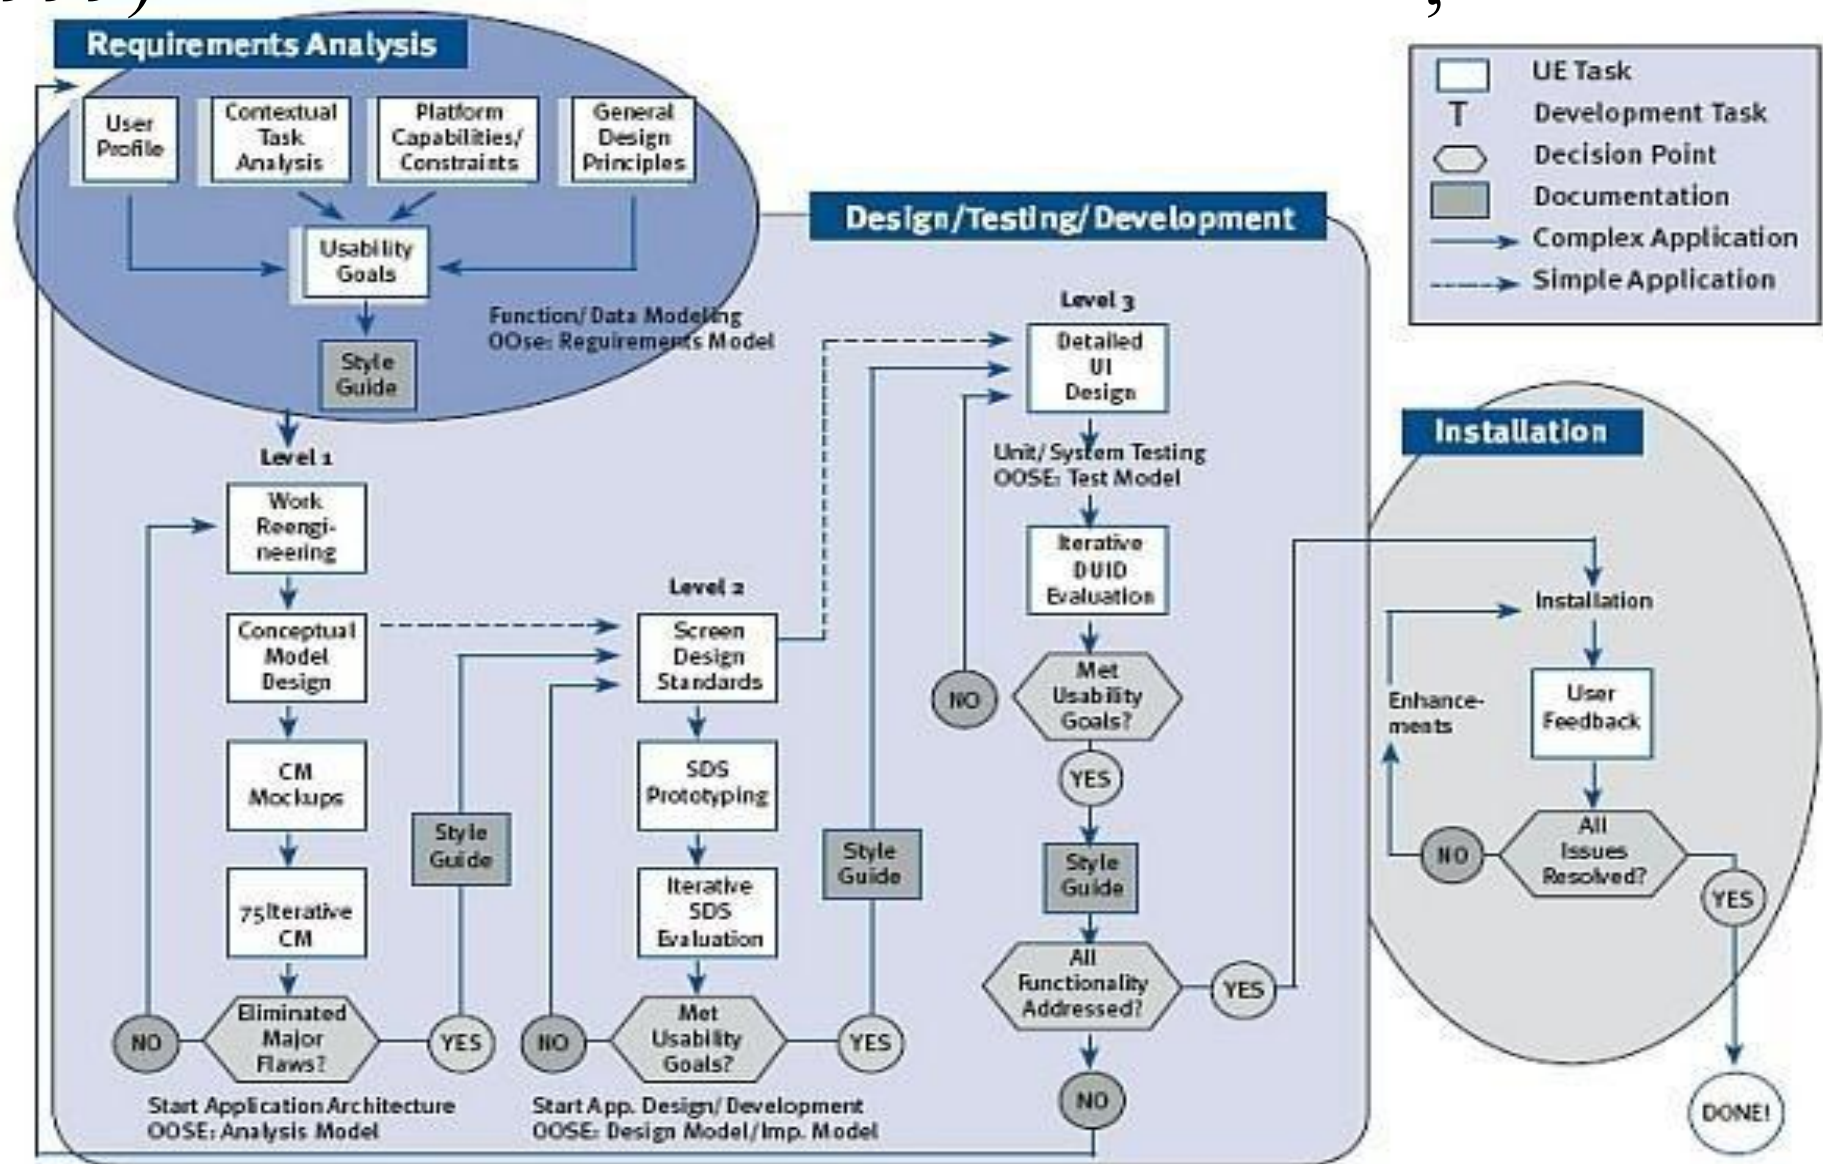 Requirements Analysis
User
Profile
Contextual
Task
Analysis
Platform
Capabilities/
Constraints
General
Design
Principles
Usability
Goals
Function/Data Modeling
OOse: Reguirements Model
Style
Guide
UE Task
T Development Task
Decision Point
Documentation
Complex Application
Simple Application
Design/Testing/Development
Level 1
Work
Reengi-
neering
Conceptual
Model
Design
CM
Mockups
75Iterative
CM
Eliminated
Major
Flaws?
NO
YES
Style
Guide
Start Application Architecture
OOSE: Analysis Model
Level 2
Screen
Design
Standards
SDS
Prototyping
Iterative
SDS
Evaluation
Met
Usability
Goals?
NO
YES
Style
Guide
Start App. Design/Development
OOSE: Design Model/Imp. Model
Level 3
Detailed
UI
Design
Unit/System Testing
OOSE: Test Model
Iterative
DUID
Evaluation
Met
Usability
Goals?
NO
YES
Style
Guide
All
Functionality
Addressed?
YES
NO
Installation
Installation
User
Feedback
Enhance-
ments
All
Issues
Resolved?
NO
YES
DONE!